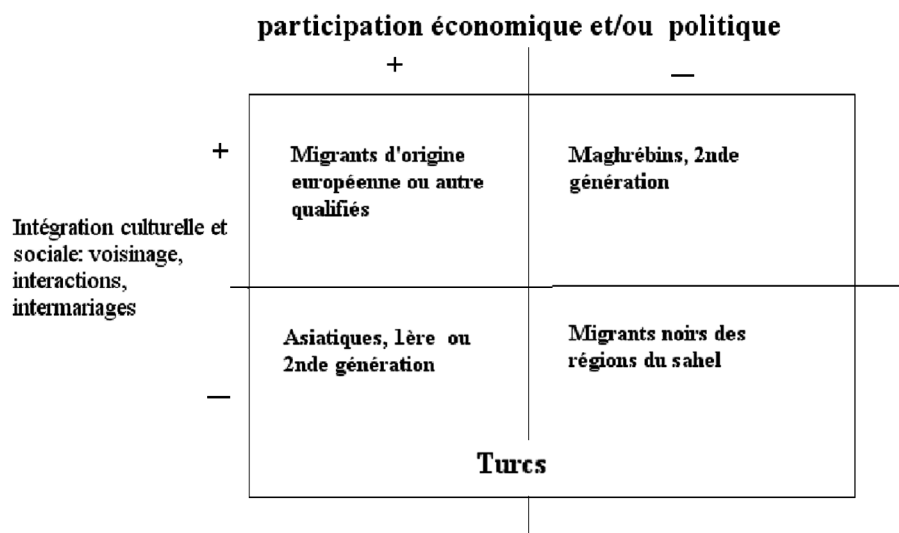 participation économique et/ou politique
+ —
+
Migrants d'origine
européenne ou autre
qualifiés
Maghrébins, 2nde
génération
Intégration culturelle et
sociale: voisinage,
interactions,
intermariages
Asiatiques, 1ère ou
2nde génération
Migrants noirs des
régions du sahel
—
Turcs